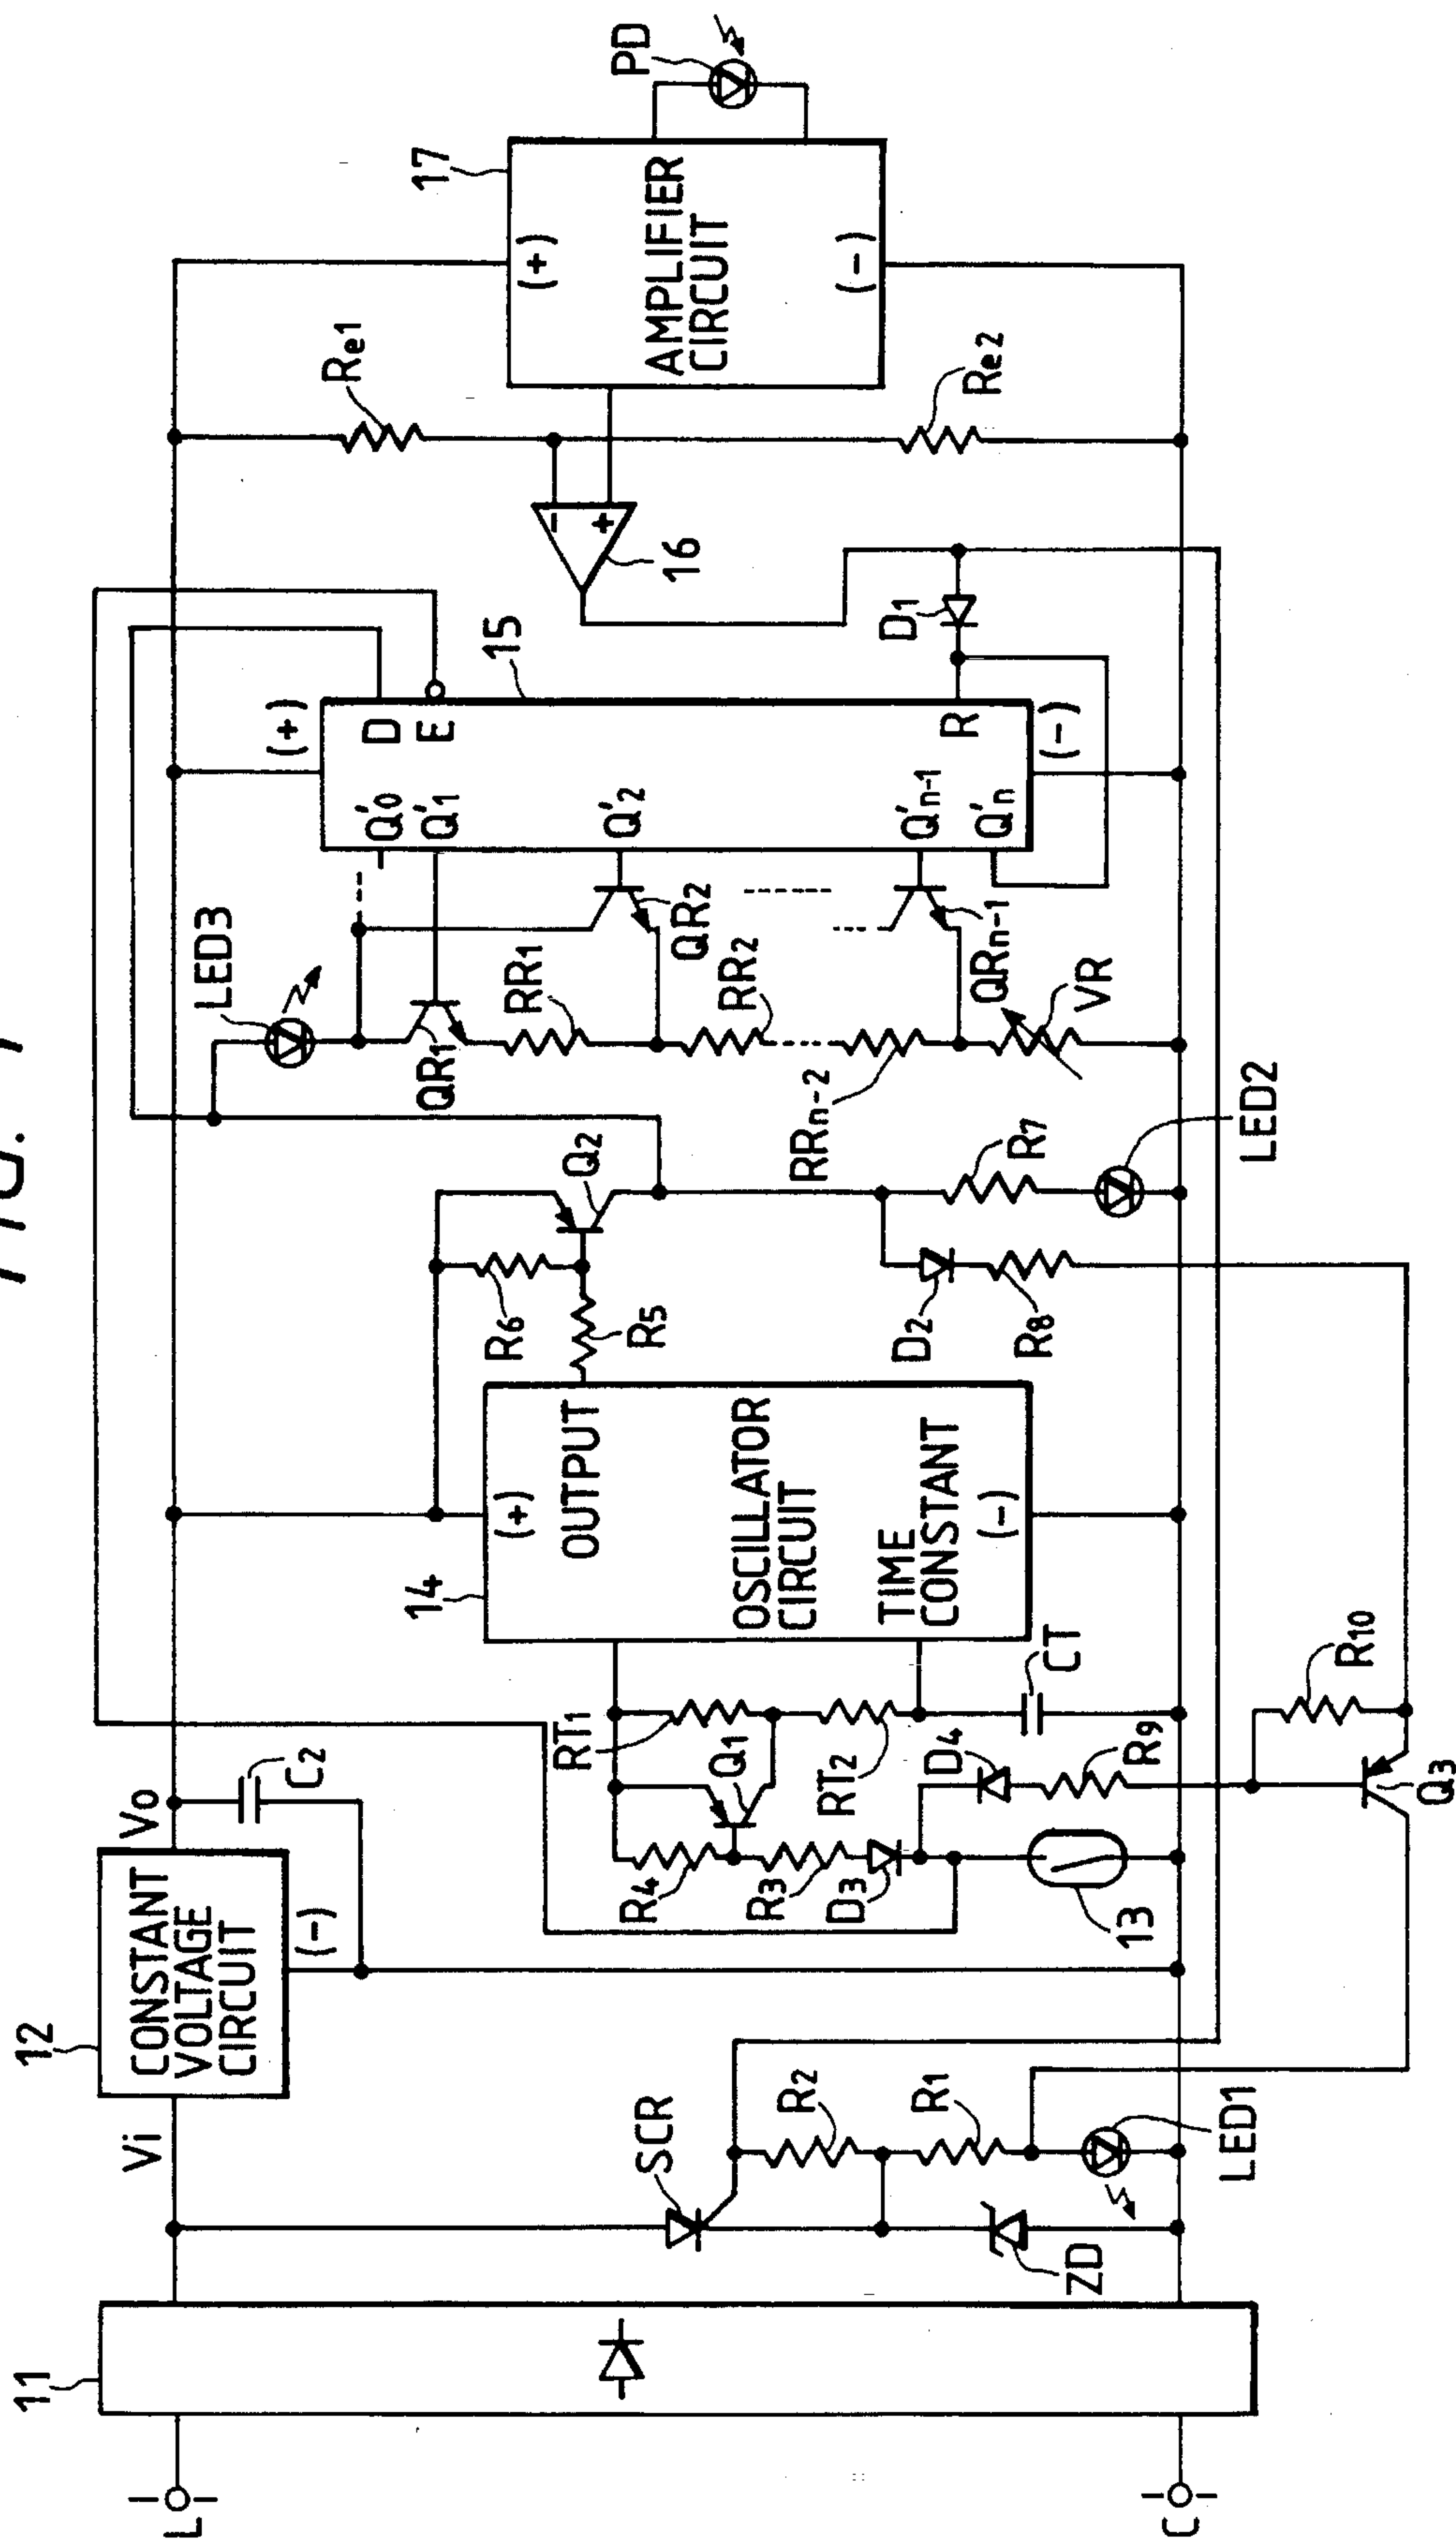 FIG. 1
11
L
C
12
CONSTANT
VOLTAGE
CIRCUIT
(-)
Vi
Vo
C2
SCR
R2
R1
ZD
LED1
13
R4
R3
D3
Q1
RT1
RT2
D4
R9
CT
Q3
R10
14
(+)
OUTPUT
OSCILLATOR
CIRCUIT
TIME
CONSTANT
(-)
R6
R5
Q2
D2
R8
R7
LED2
LED3
QR1
RR1
QR2
RR2
RRn-2
QRn-1
VR
15
(+)
Q'0
Q'1
Q'2
Q'n-1
Q'n
D
E
R
(-)
D1
16
-
+
Re1
Re2
17
(+)
AMPLIFIER
CIRCUIT
(-)
PD